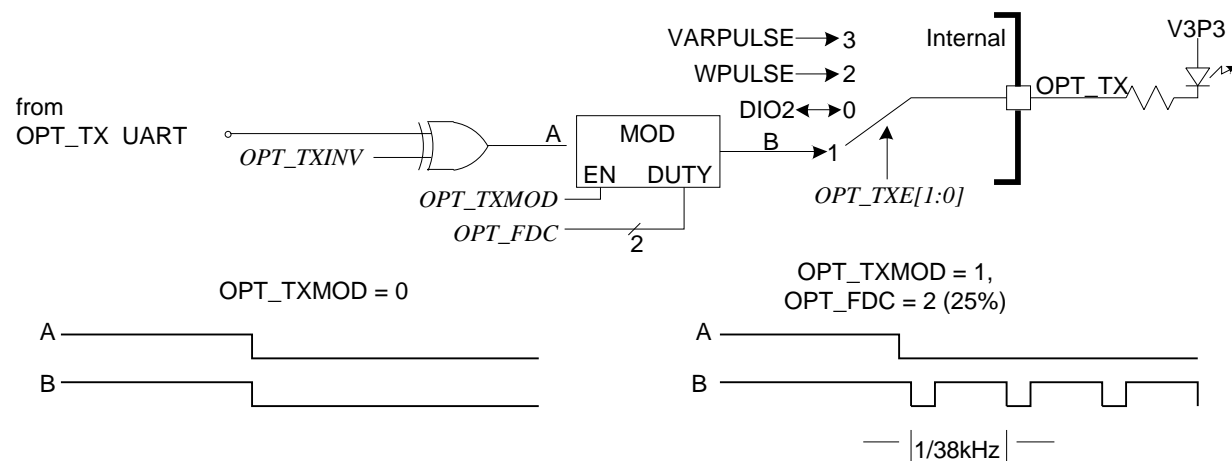 VARPULSE 3
Internal
V3P3
WPULSE 2
from
OPT_TX UART
DIO2 0
OPT_TX
OPT_TXINV
A
MOD
EN DUTY
B
1
OPT_TXMOD
OPT_FDC
2
OPT_TXE[1:0]
OPT_TXMOD = 0
OPT_TXMOD = 1,
OPT_FDC = 2 (25%)
A
B
A
B
1/38kHz